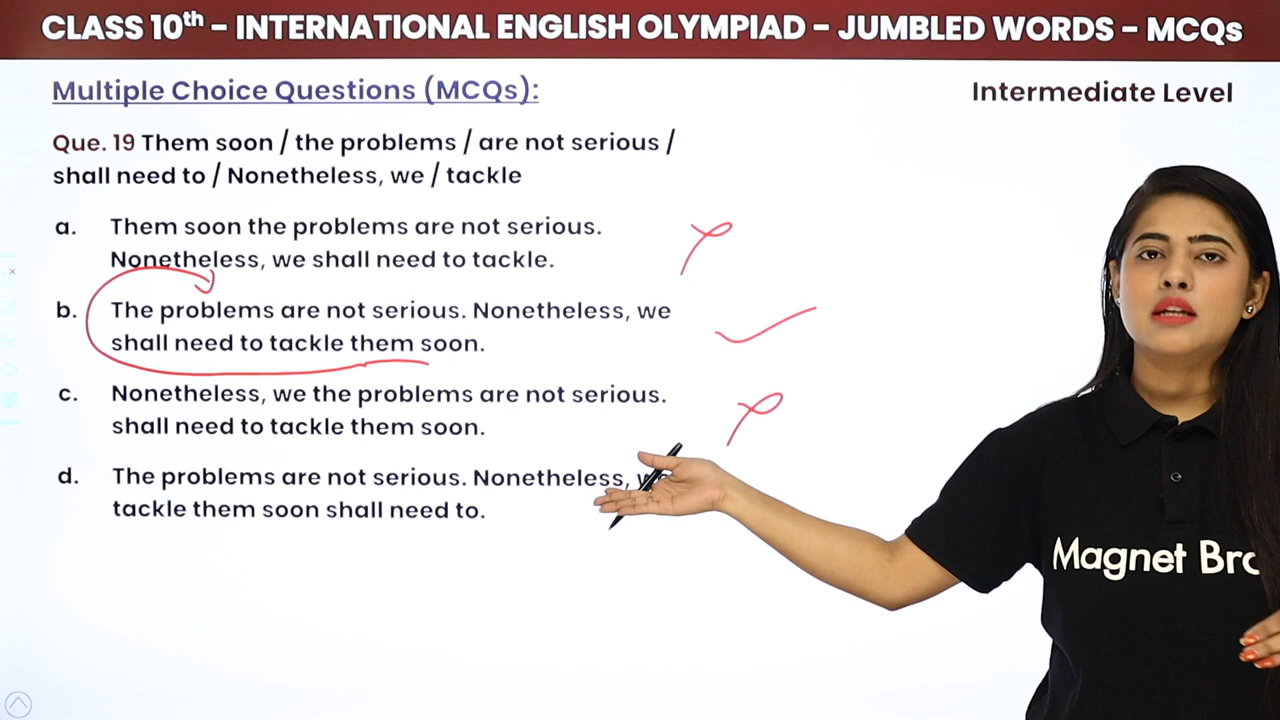 CLASS 10th – INTERNATIONAL ENGLISH OLYMPIAD – JUMBLED WORDS – MCQs
Multiple Choice Questions (MCQs):
Intermediate Level
Que. 19 Them soon / the problems / are not serious /
shall need to / Nonetheless, we / tackle
a. Them soon the problems are not serious.
Nonetheless, we shall need to tackle.
b. The problems are not serious. Nonetheless, we
shall need to tackle them soon.
c. Nonetheless, we the problems are not serious.
shall need to tackle them soon.
d. The problems are not serious. Nonetheless,
tackle them soon shall need to.
Magnet Bro